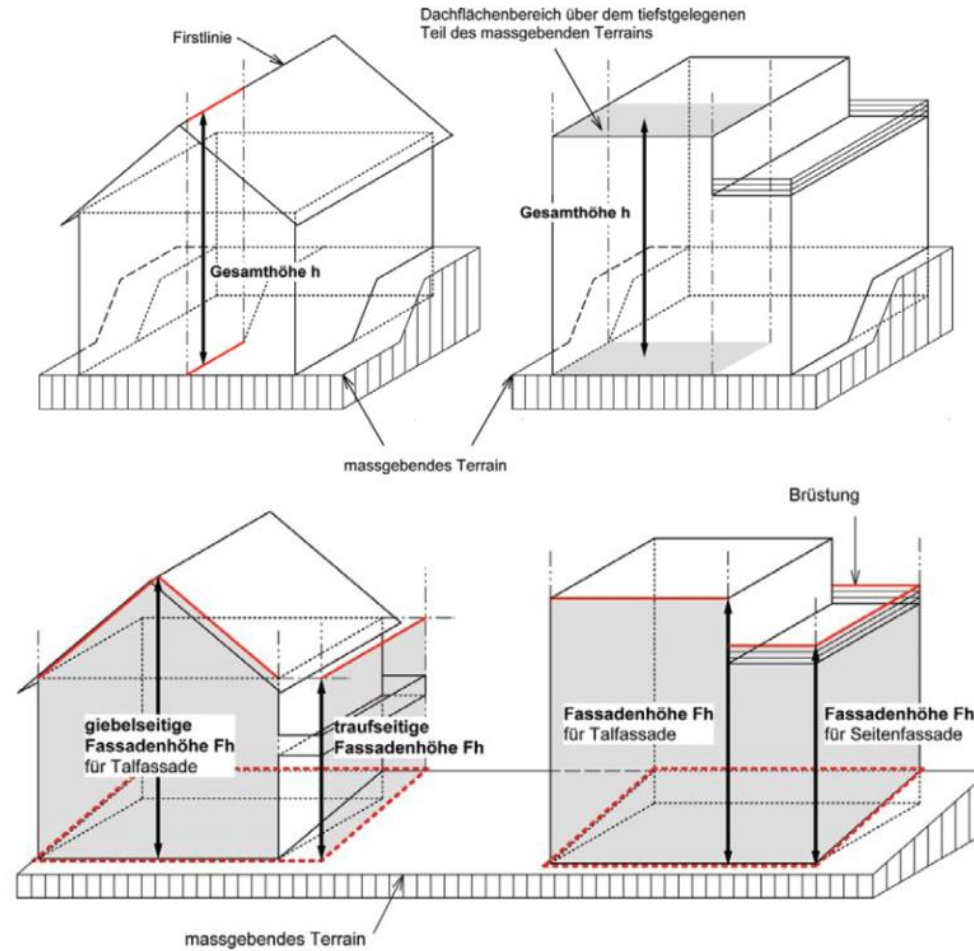 Dachflächenbereich über dem tiefstgelegenen
Teil des massgebenden Terrains
Firstlinie
Gesamthöhe h
Gesamthöhe h
massgebendes Terrain
Brüstung
giebelseitige
Fassadenhöhe Fh
für Talfassade
traufseitige
Fassadenhöhe Fh
Fassadenhöhe Fh
für Talfassade
Fassadenhöhe Fh
für Seitenfassade
massgebendes Terrain